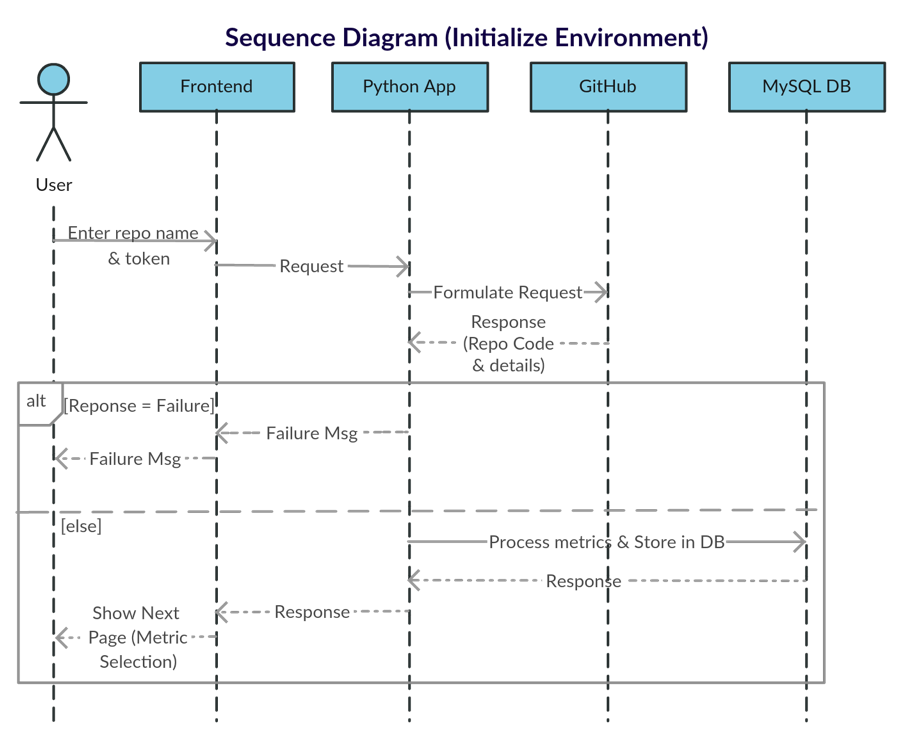 Sequence Diagram (Initialize Environment)
Frontend
Python App
GitHub
MySQL DB
User
Enter repo name
& token
Request
Formulate Request
Response
(Repo Code
& details)
alt
[Reponse = Failure]
Failure Msg
Failure Msg
[else]
Process metrics & Store in DB
Response
Response
Show Next
Page (Metric
Selection)